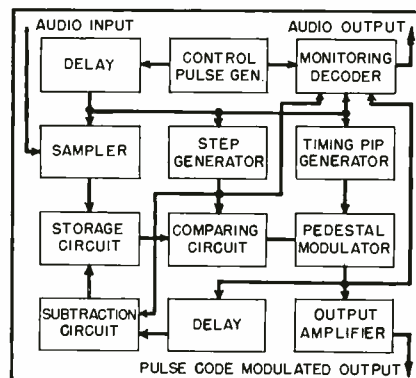 AUDIO INPUT
AUDIO OUTPUT
DELAY
CONTROL
PULSE GEN.
MONITORING
DECODER
SAMPLER
STEP
GENERATOR
TIMING PIP
GENERATOR
STORAGE
CIRCUIT
COMPARING
CIRCUIT
PEDESTAL
MODULATOR
SUBTRACTION
CIRCUIT
DELAY
OUTPUT
AMPLIFIER
PULSE CODE MODULATED OUTPUT